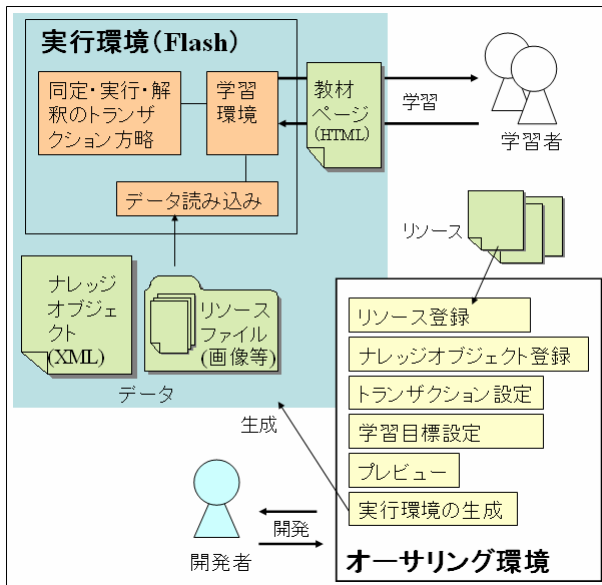 実行環境(Flash)
同定・実行・解
釈のトランザ
クション方略
学習
環境
教材
ページ
(HTML)
学習
学習者
データ読み込み
リソース
ナレッジ
オブジェ
クト
(XML)
リソース
ファイル
(画像等)
データ
生成
リソース登録
ナレッジオブジェクト登録
トランザクション設定
学習目標設定
プレビュー
実行環境の生成
オーサリング環境
開発
開発者